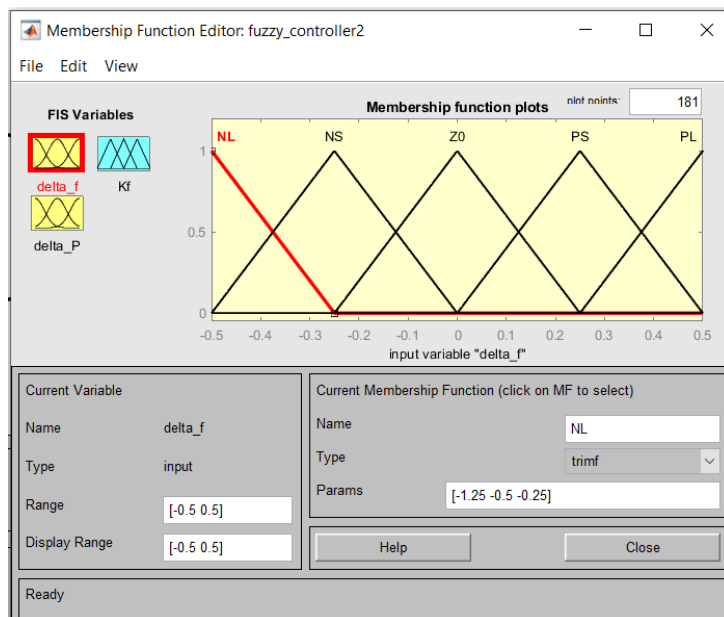 Membership Function Editor: fuzzy_controller2
File Edit View
FIS Variables
delta_f
Kf
delta_P
Membership function plots
plot points:
181
NL NS Z0 PS PL
1
0.5
0
-0.5 -0.4 -0.3 -0.2 -0.1 0 0.1 0.2 0.3 0.4 0.5
input variable "delta_f"
Current Variable
Name delta_f
Type input
Range [-0.5 0.5]
Display Range [-0.5 0.5]
Current Membership Function (click on MF to select)
Name NL
Type trimf
Params [-1.25 -0.5 -0.25]
Help Close
Ready